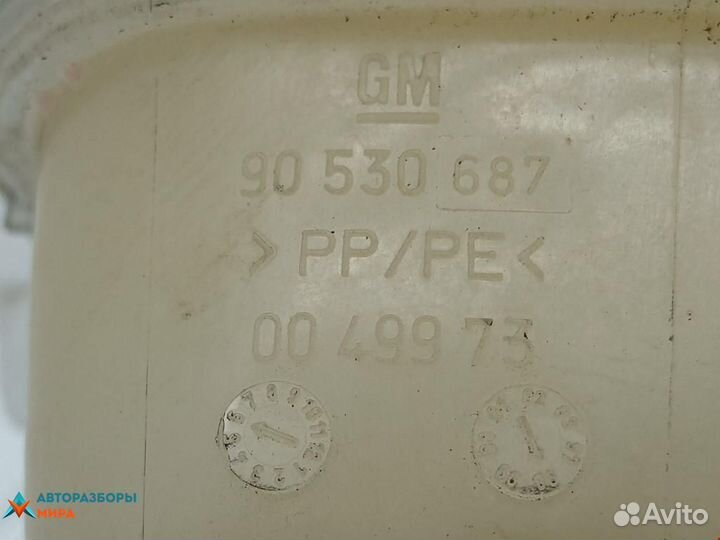 GM
90 530 687
> PP/PE <
00 499 73
АВТОРАЗБОРЫ
МИРА
Avito